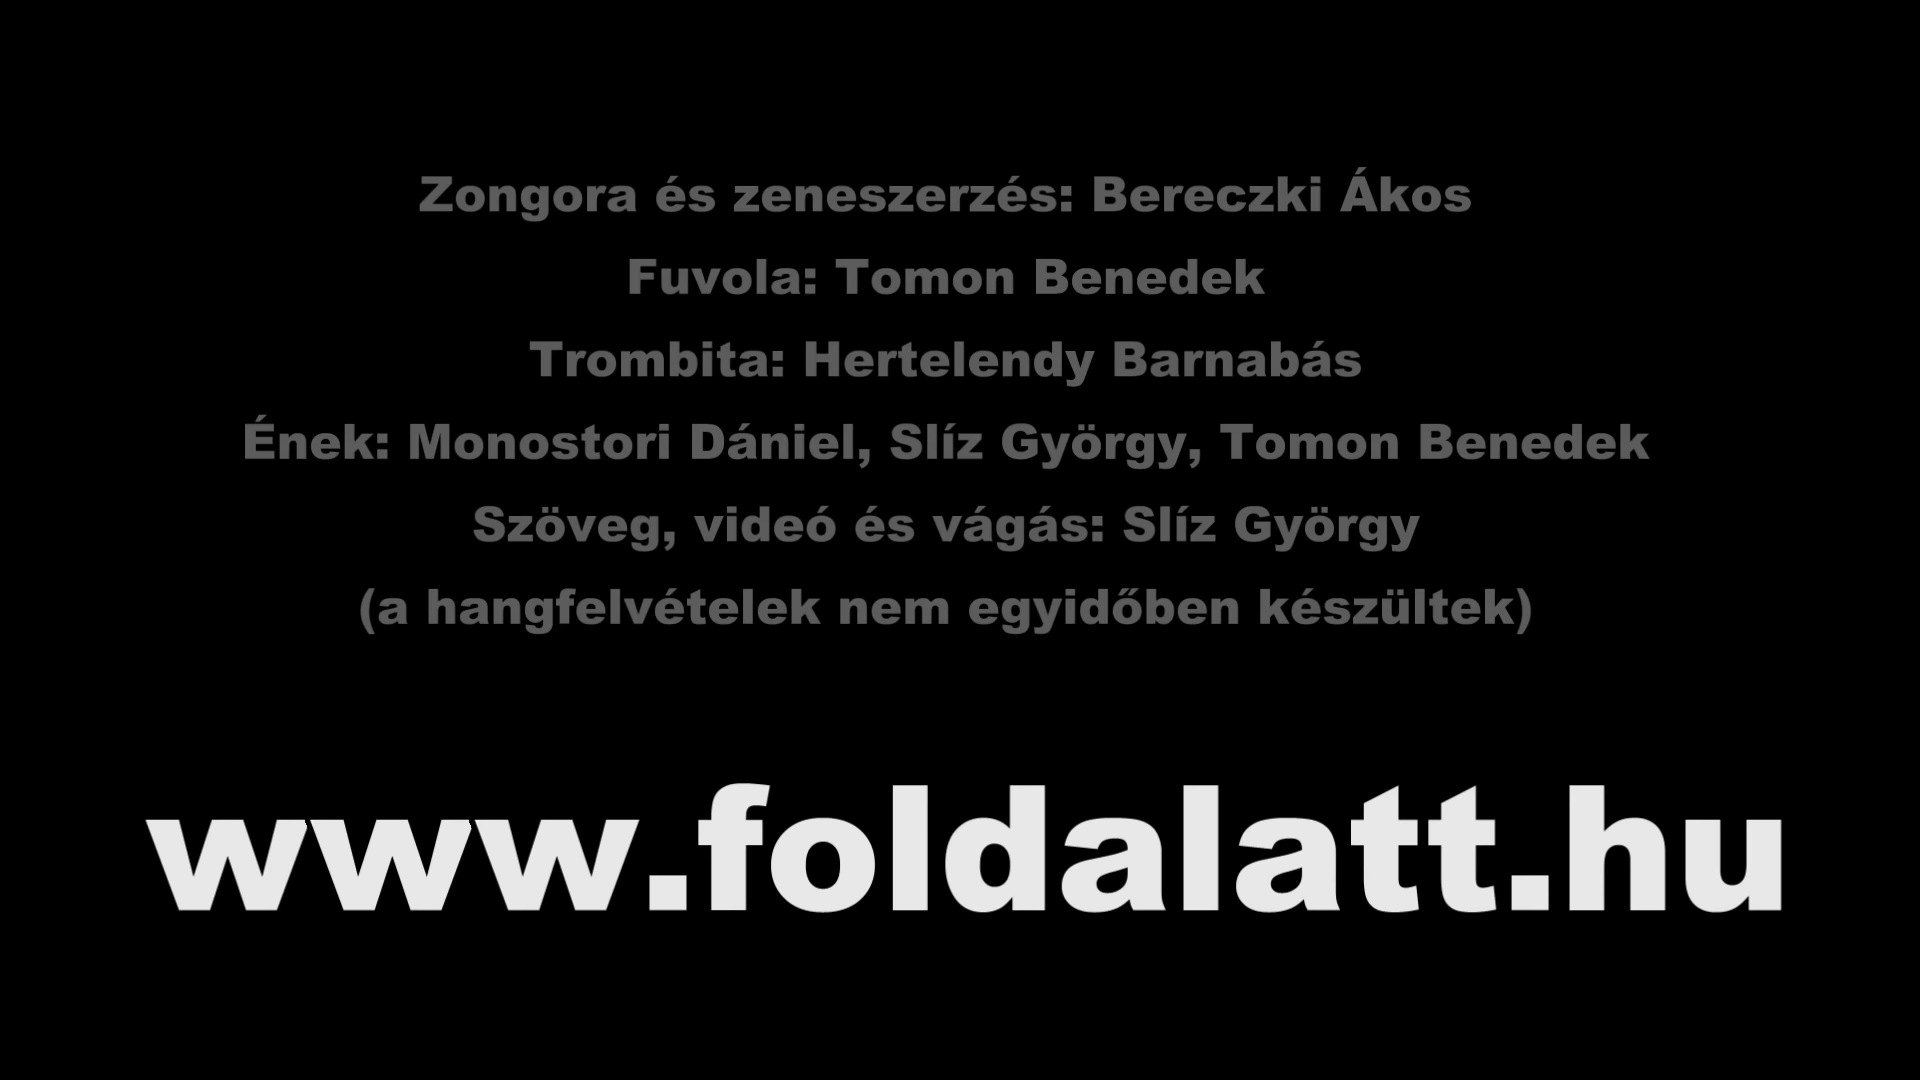 Zongora és zeneszerzés: Bereczki Ákos
Fuvola: Tomon Benedek
Trombita: Hertelendy Barnabás
Ének: Monostori Dániel, Slíz György, Tomon Benedek
Szöveg, videó és vágás: Slíz György
(a hangfelvételek nem egyidőben készültek)
www.foldalatt.hu